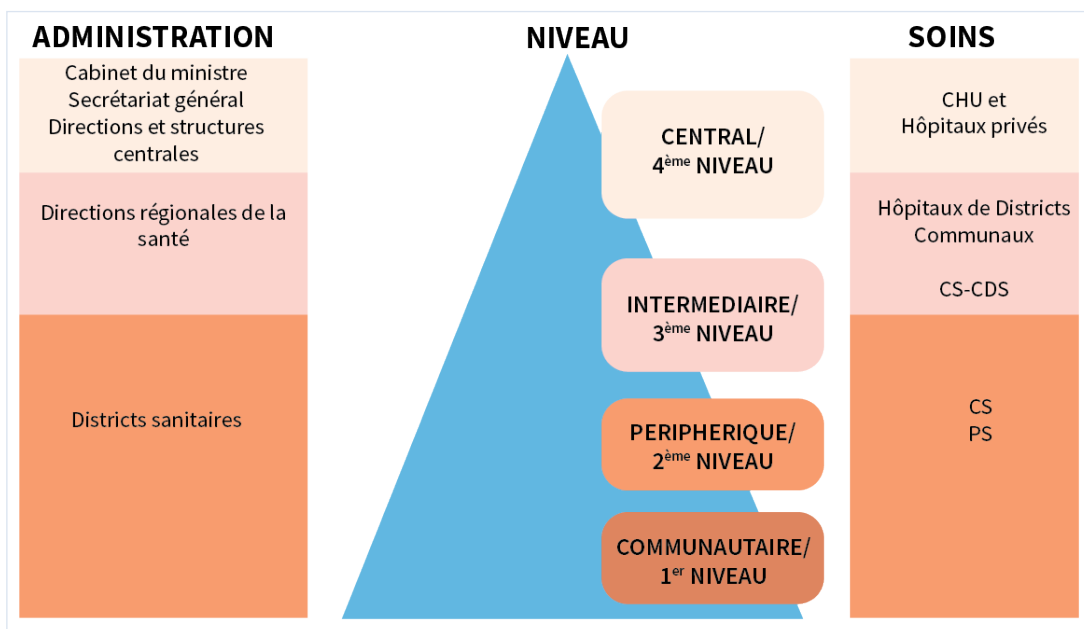 ADMINISTRATION
Cabinet du ministre
Secrétariat général
Directions et structures
centrales
Directions régionales de la
santé
Districts sanitaires
NIVEAU
CENTRAL/
4ème NIVEAU
INTERMEDIAIRE/
3ème NIVEAU
PERIPHERIQUE/
2ème NIVEAU
COMMUNAUTAIRE/
1er NIVEAU
SOINS
CHU et
Hôpitaux privés
Hôpitaux de Districts
Communaux
CS-CDS
CS
PS